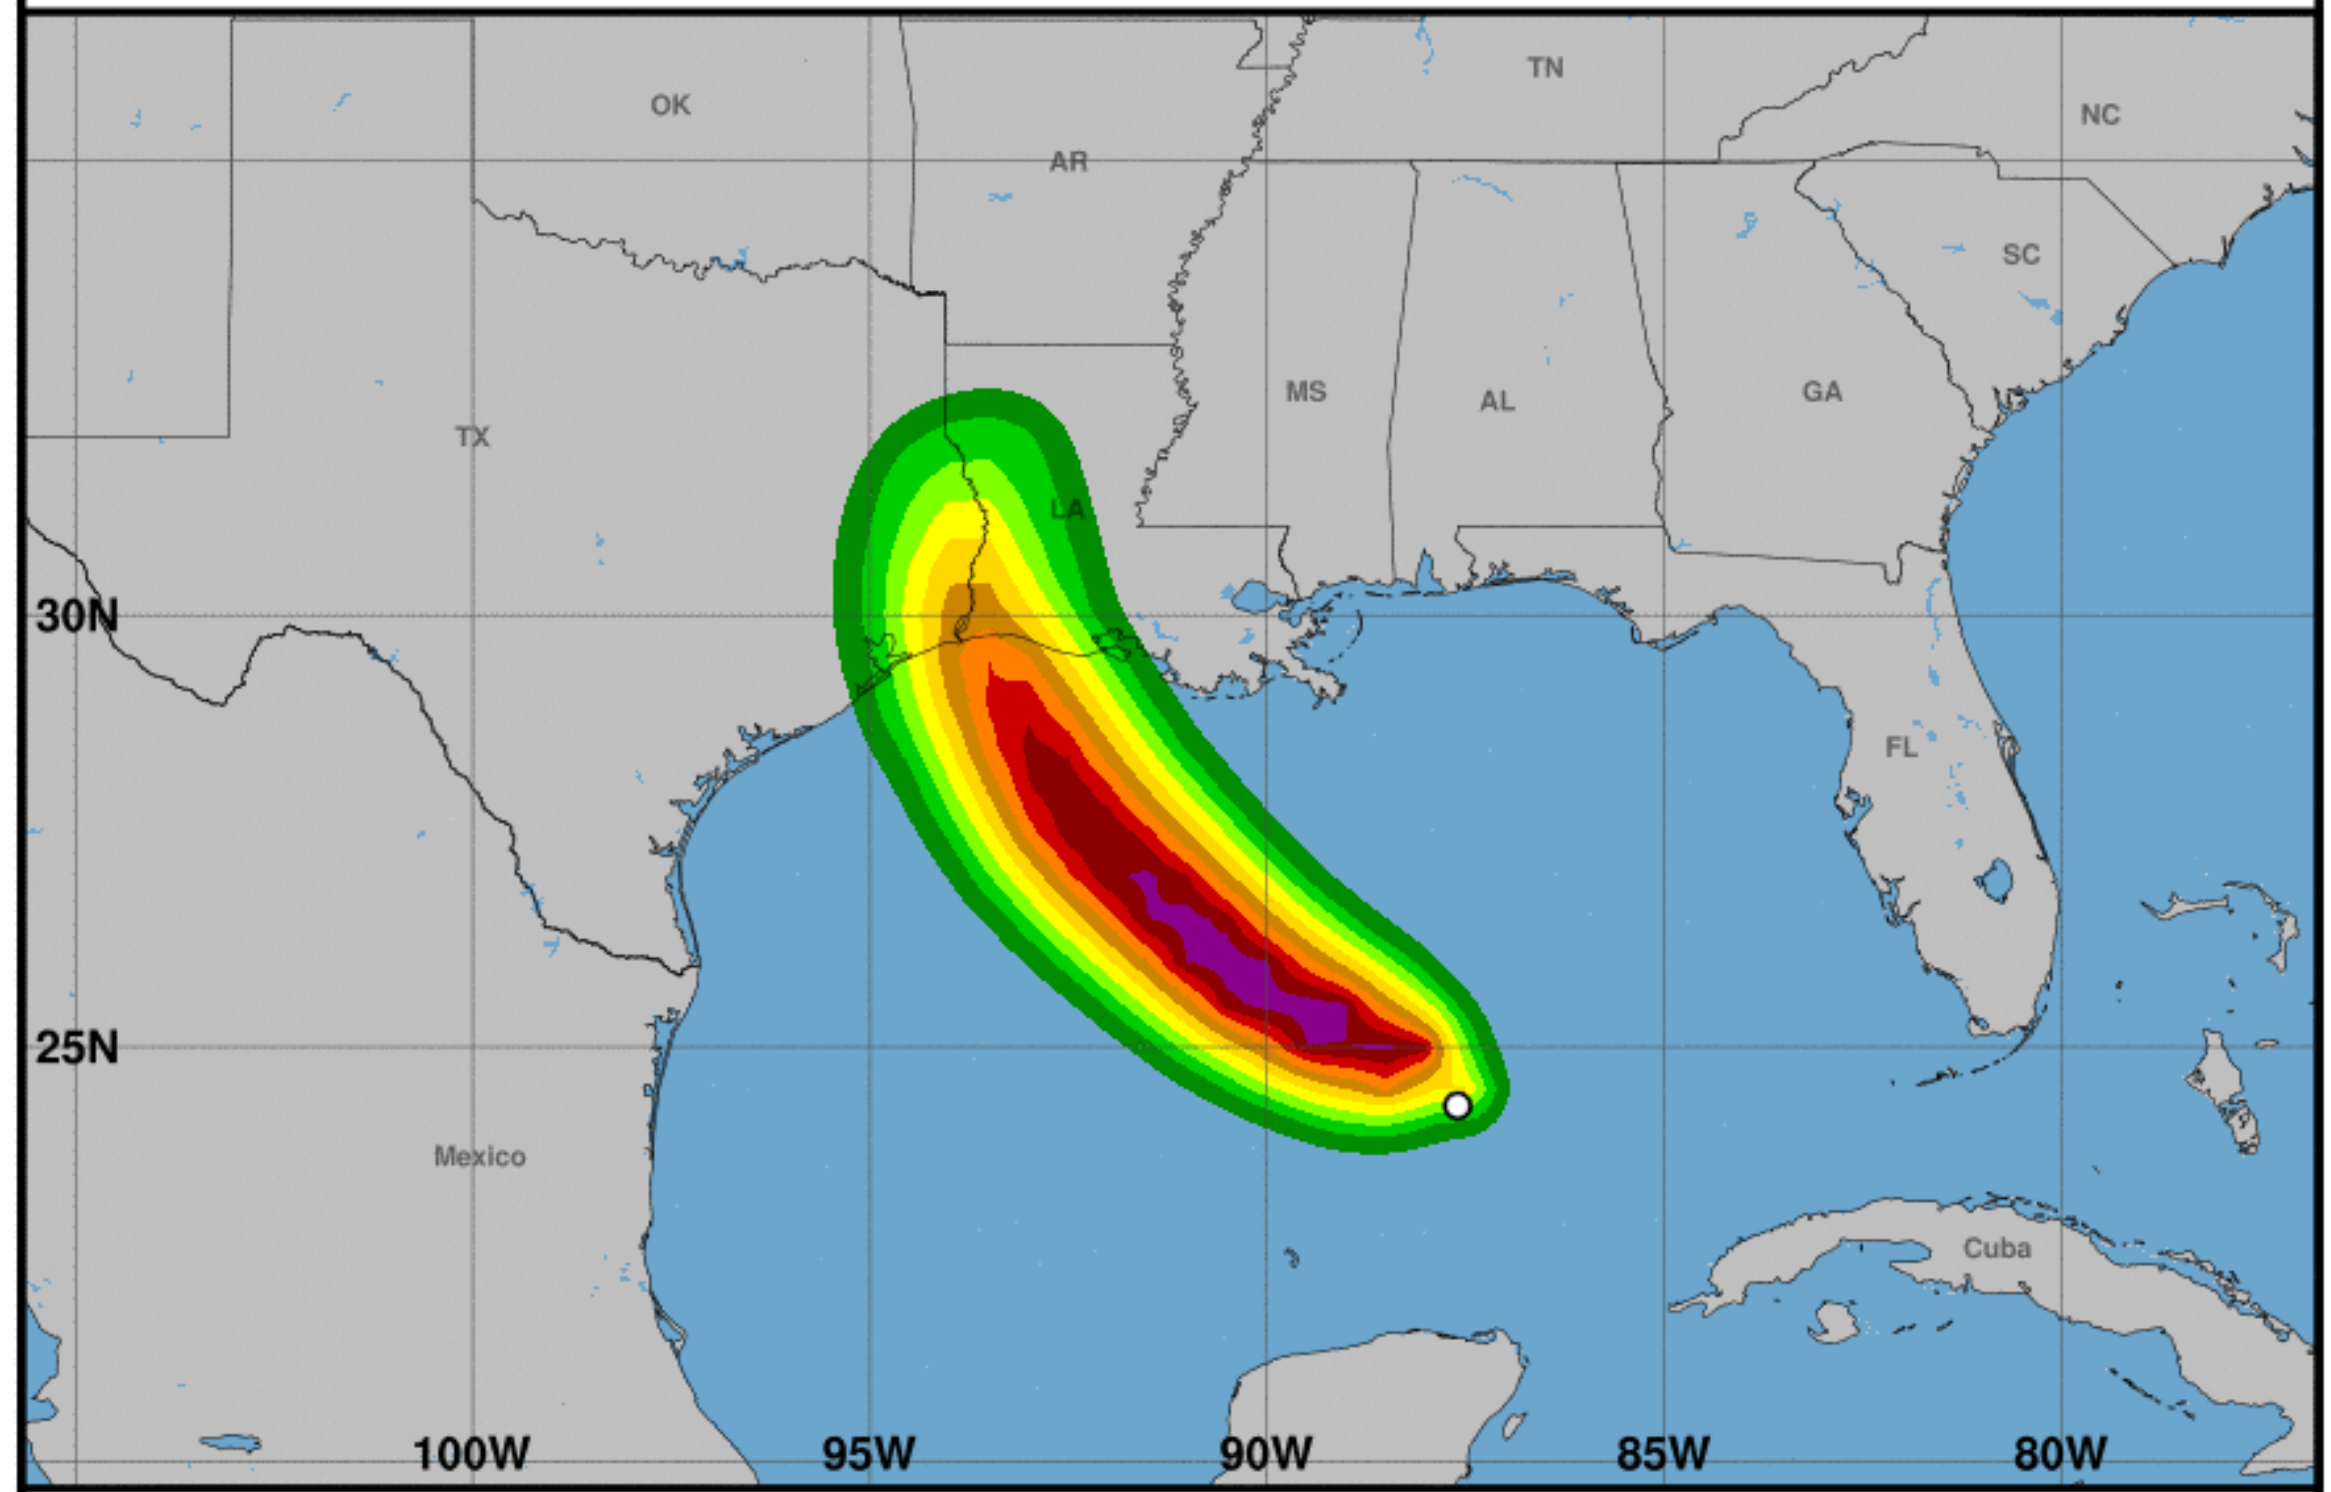 TN
OK
NC
AR
SC
MS
AL
GA
TX
LA
30N
FL
25N
Mexico
Cuba
100W 95W 90W 85W 80W